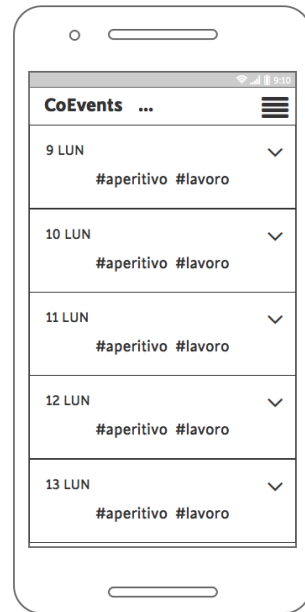 9:10
CoEvents ...
9 LUN
#aperitivo #lavoro
10 LUN
#aperitivo #lavoro
11 LUN
#aperitivo #lavoro
12 LUN
#aperitivo #lavoro
13 LUN
#aperitivo #lavoro